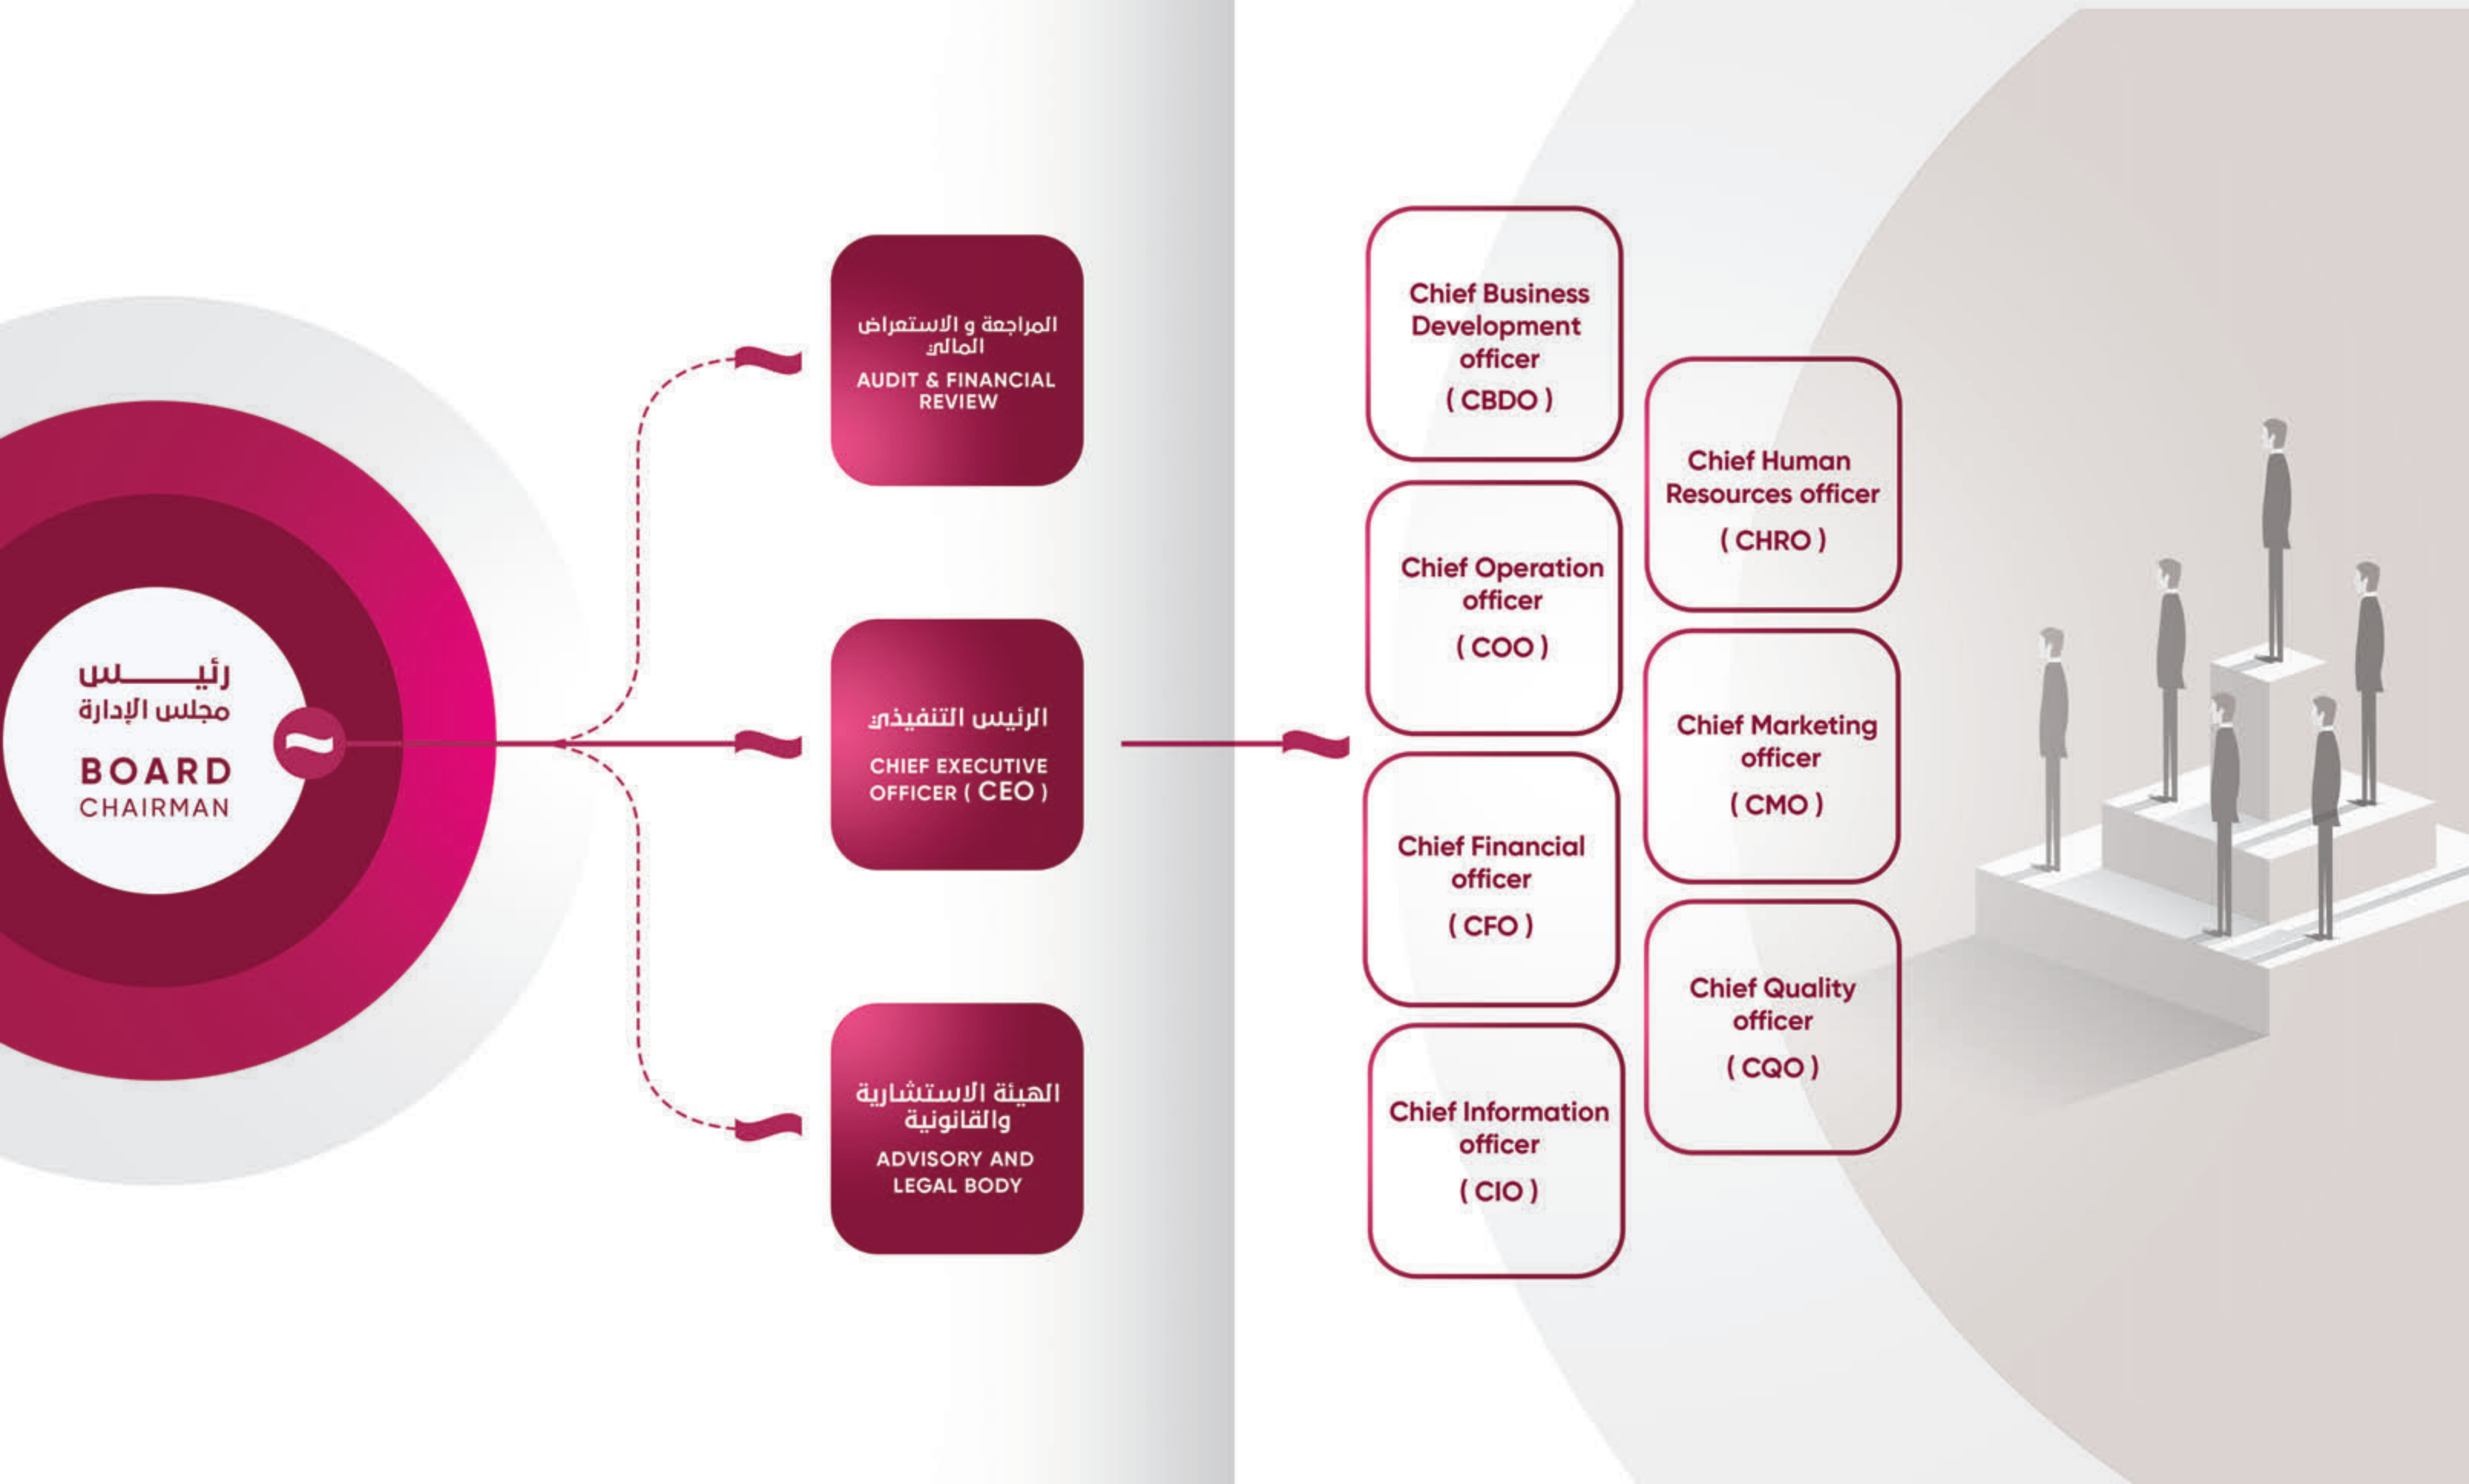 رئيـــــس
مجلس الإدارة
BOARD
CHAIRMAN
المراجعة و الاستعراض
المالي
AUDIT & FINANCIAL
REVIEW
الرئيس التنفيذي
CHIEF EXECUTIVE
OFFICER ( CEO )
الهيئة الاستشارية
والقانونية
ADVISORY AND
LEGAL BODY
Chief Business
Development
officer
( CBDO )
Chief Operation
officer
( COO )
Chief Financial
officer
( CFO )
Chief Information
officer
( CIO )
Chief Human
Resources officer
( CHRO )
Chief Marketing
officer
( CMO )
Chief Quality
officer
( CQO )